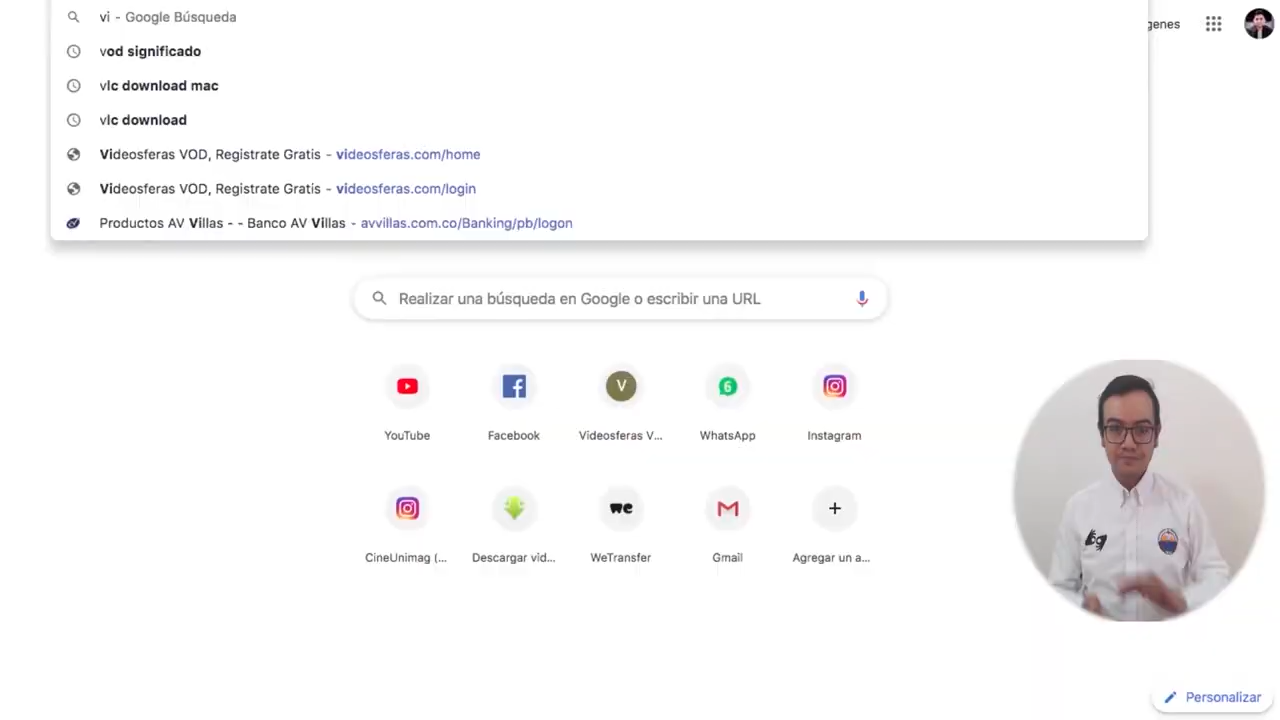 vi - Google Búsqueda
genes
vod significado
vlc download mac
vlc download
Videosferas VOD, Registrate Gratis - videosferas.com/home
Videosferas VOD, Registrate Gratis - videosferas.com/login
Productos AV Villas - - Banco AV Villas - avvillas.com.co/Banking/pb/logon
Realizar una búsqueda en Google o escribir una URL
V
6
YouTube
Facebook
Videosferas V...
WhatsApp
Instagram
we
CineUnimag (...
Descargar vid...
WeTransfer
Gmail
Agregar un a...
Personalizar